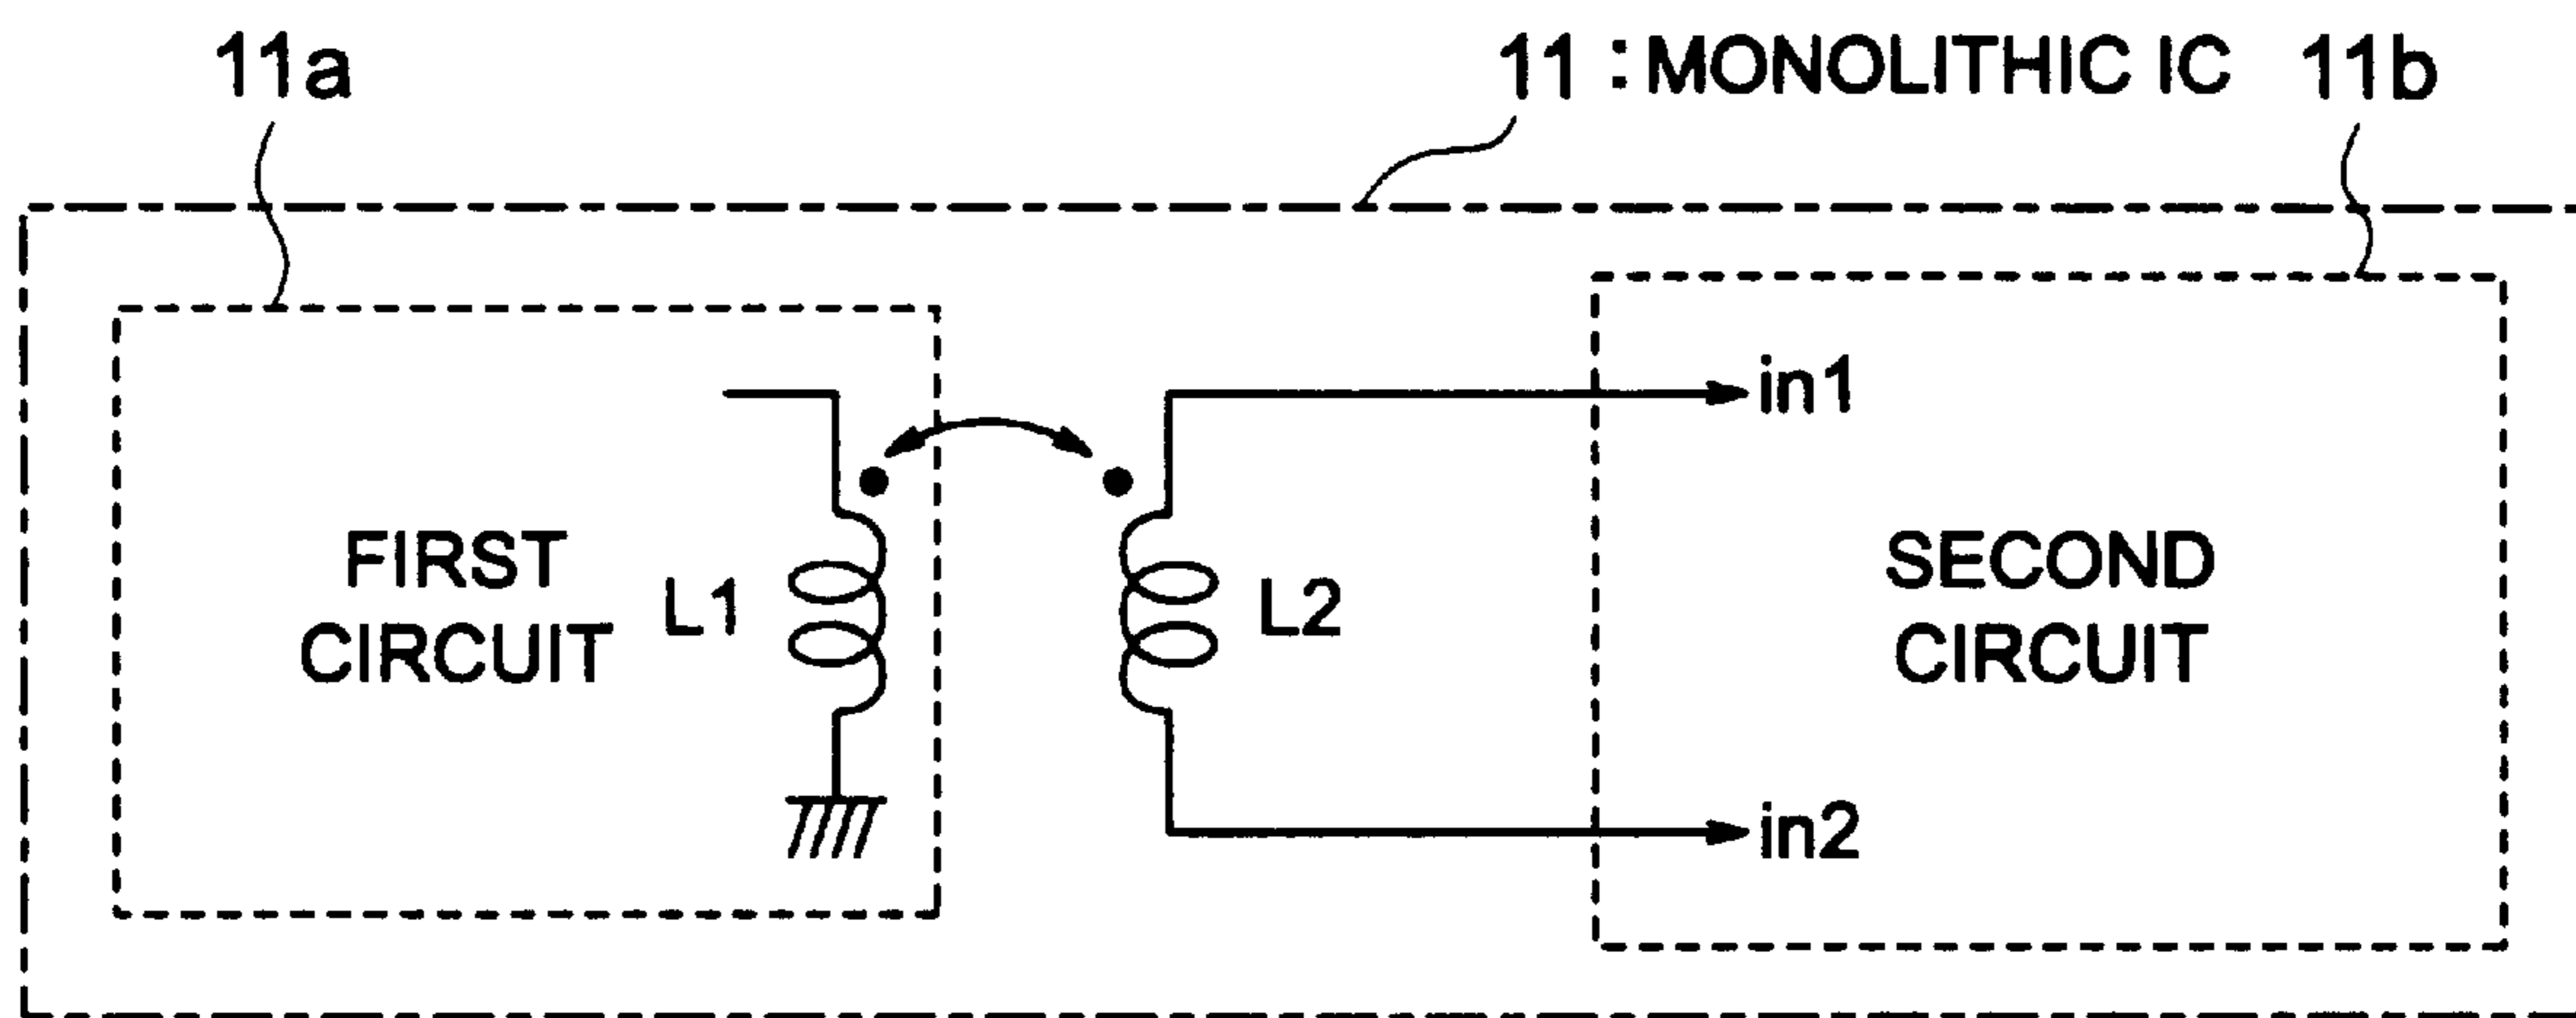 11a
11 : MONOLITHIC IC
11b
in1
FIRST
CIRCUIT
L1
L2
SECOND
CIRCUIT
in2